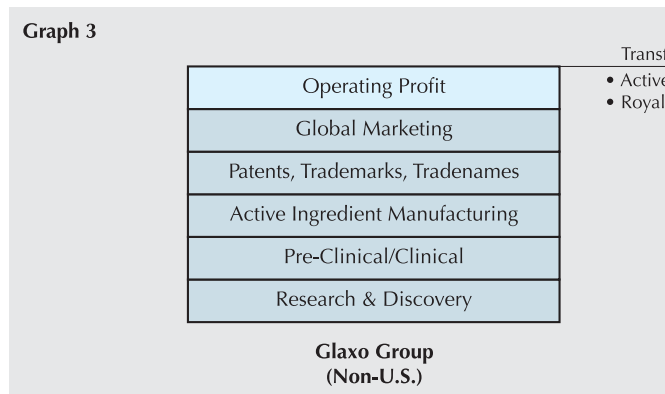 Graph 3
Operating Profit
Global Marketing
Patents, Trademarks, Tradenames
Active Ingredient Manufacturing
Pre-Clinical/Clinical
Research & Discovery
Glaxo Group
(Non-U.S.)